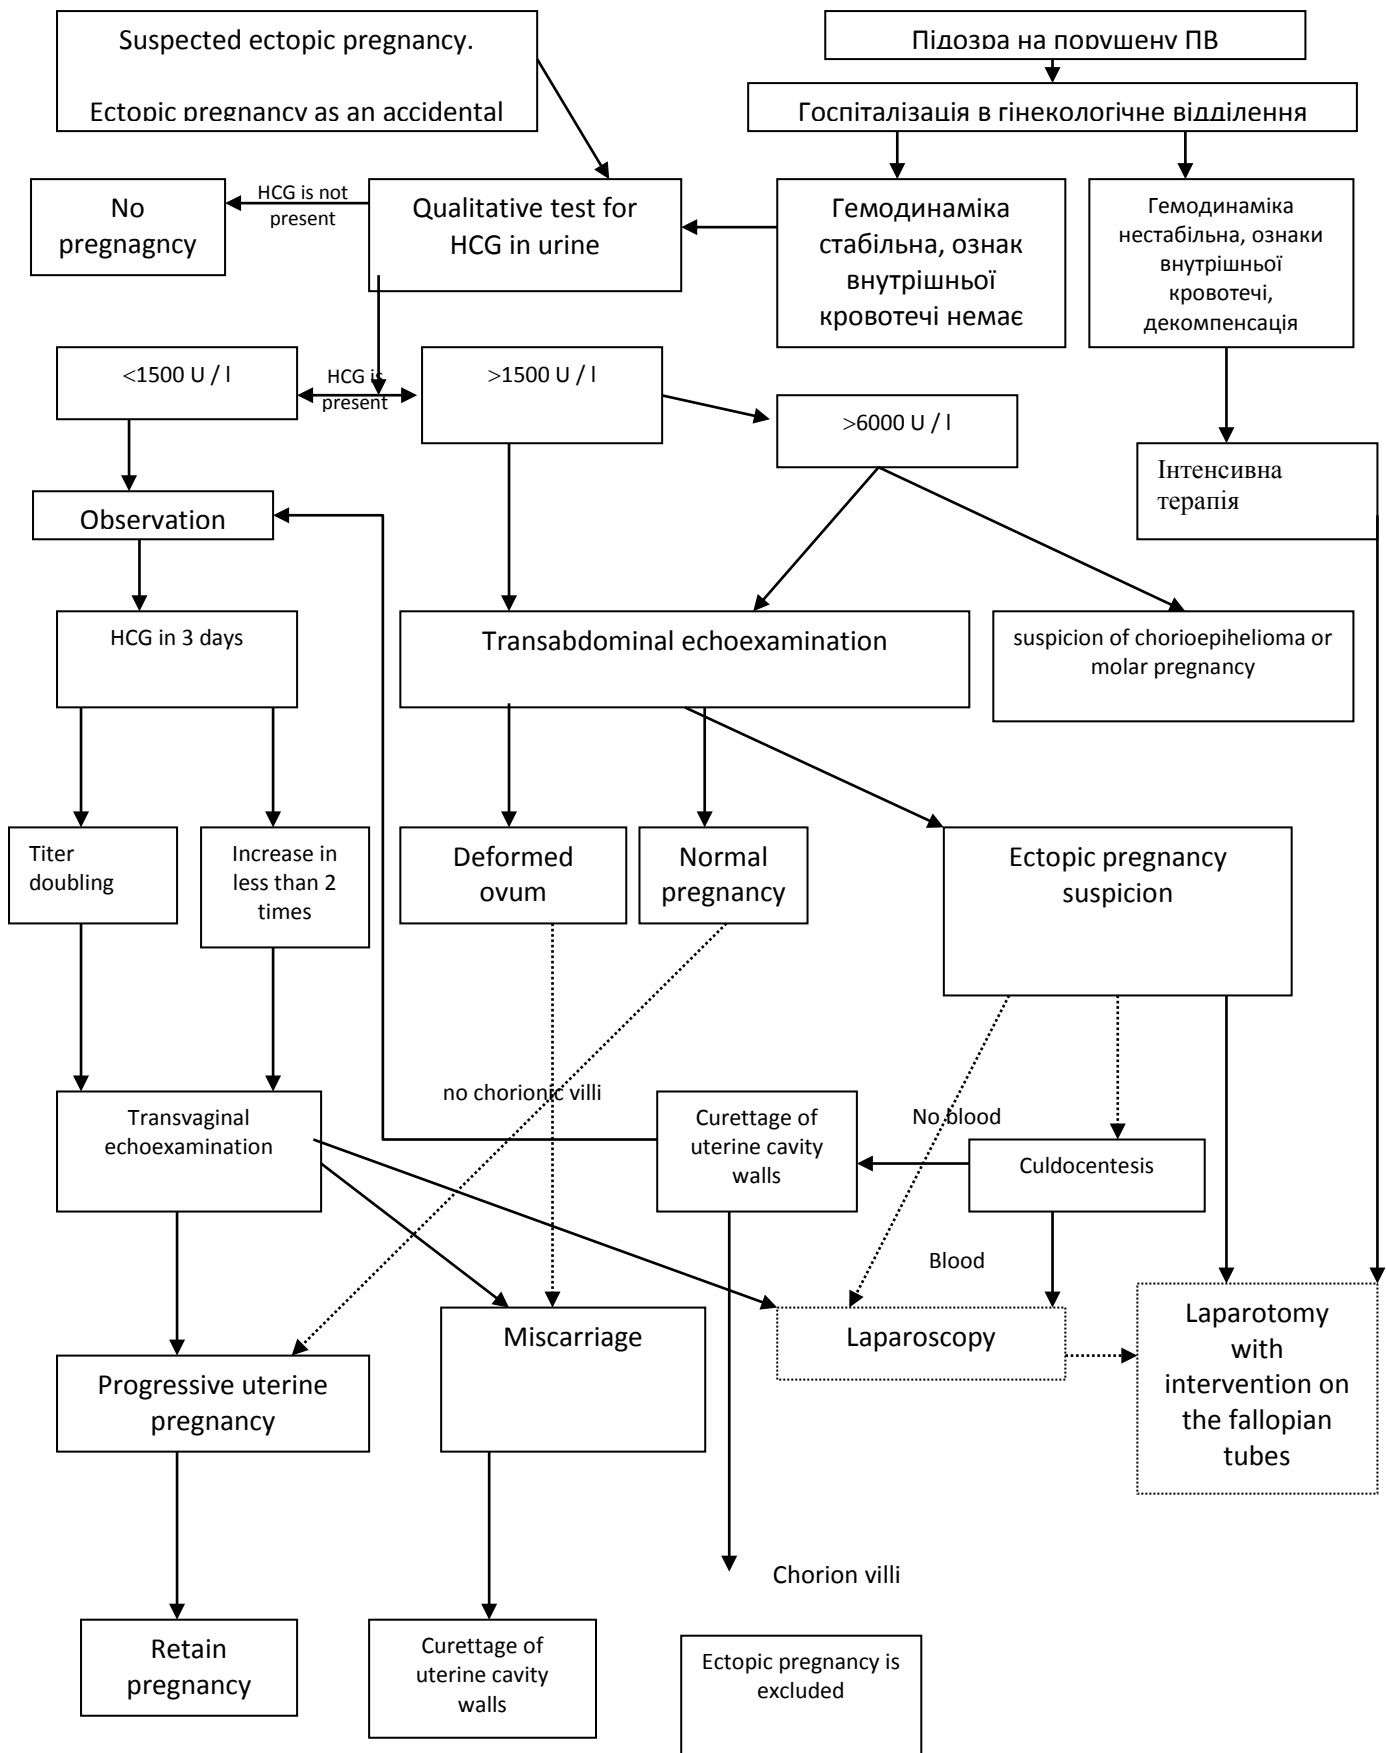 Suspected ectopic pregnancy.
Ectopic pregnancy as an accidental
Підозра на порушену ПВ
Госпіталізація в гінекологічне відділення
No
pregnagncy
HCG is not
present
Qualitative test for
HCG in urine
Гемодинаміка
стабільна, ознак
внутрішньої
кровотечі немає
Гемодинаміка
нестабільна, ознаки
внутрішньої
кровотечі,
декомпенсація
<1500 U / l
HCG is
present
>1500 U / l
>6000 U / l
Інтенсивна
терапія
Observation
HCG in 3 days
Transabdominal echoexamination
suspicion of chorioepihelioma or
molar pregnancy
Titer
doubling
Increase in
less than 2
times
Deformed
ovum
Normal
pregnancy
Ectopic pregnancy
suspicion
Transvaginal
echoexamination
no chorionic villi
Curettage of
uterine cavity
walls
No blood
Culdocentesis
Blood
Miscarriage
Laparoscopy
Laparotomy
with
intervention on
the fallopian
tubes
Progressive uterine
pregnancy
Chorion villi
Retain
pregnancy
Curettage of
uterine cavity
walls
Ectopic pregnancy is
excluded